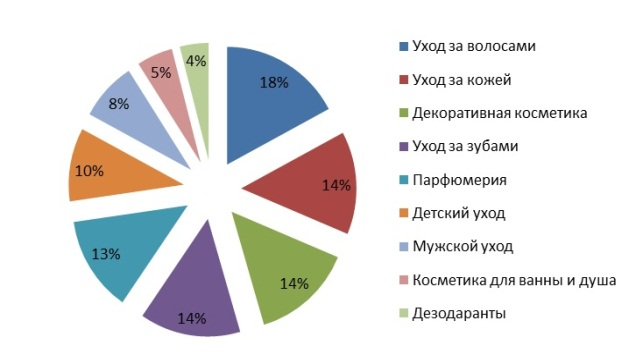 18%
14%
14%
14%
13%
10%
8%
5%
4%
Уход за волосами
Уход за кожей
Декоративная косметика
Уход за зубами
Парфюмерия
Детский уход
Мужской уход
Косметика для ванны и душа
Дезодаранты